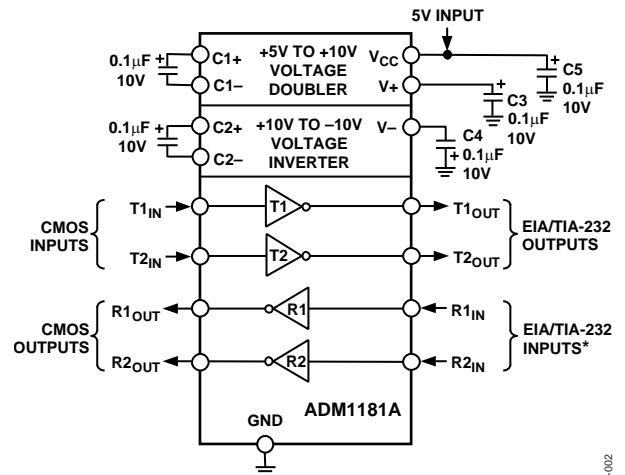 5V INPUT
0.1µF
10V
+
C1+
C1–
+5V TO +10V
VOLTAGE
DOUBLER
VCC
V+
+
C5
0.1µF
10V
+
C3
0.1µF
10V
0.1µF
10V
+
C2+
C2–
+10V TO –10V
VOLTAGE
INVERTER
V–
C4
+ 0.1µF
10V
CMOS
INPUTS
T1IN
T1
T1OUT
T2IN
T2
T2OUT
EIA/TIA-232
OUTPUTS
CMOS
OUTPUTS
R1OUT
R1
R1IN
R2OUT
R2
R2IN
EIA/TIA-232
INPUTS*
GND
ADM1181A
-002